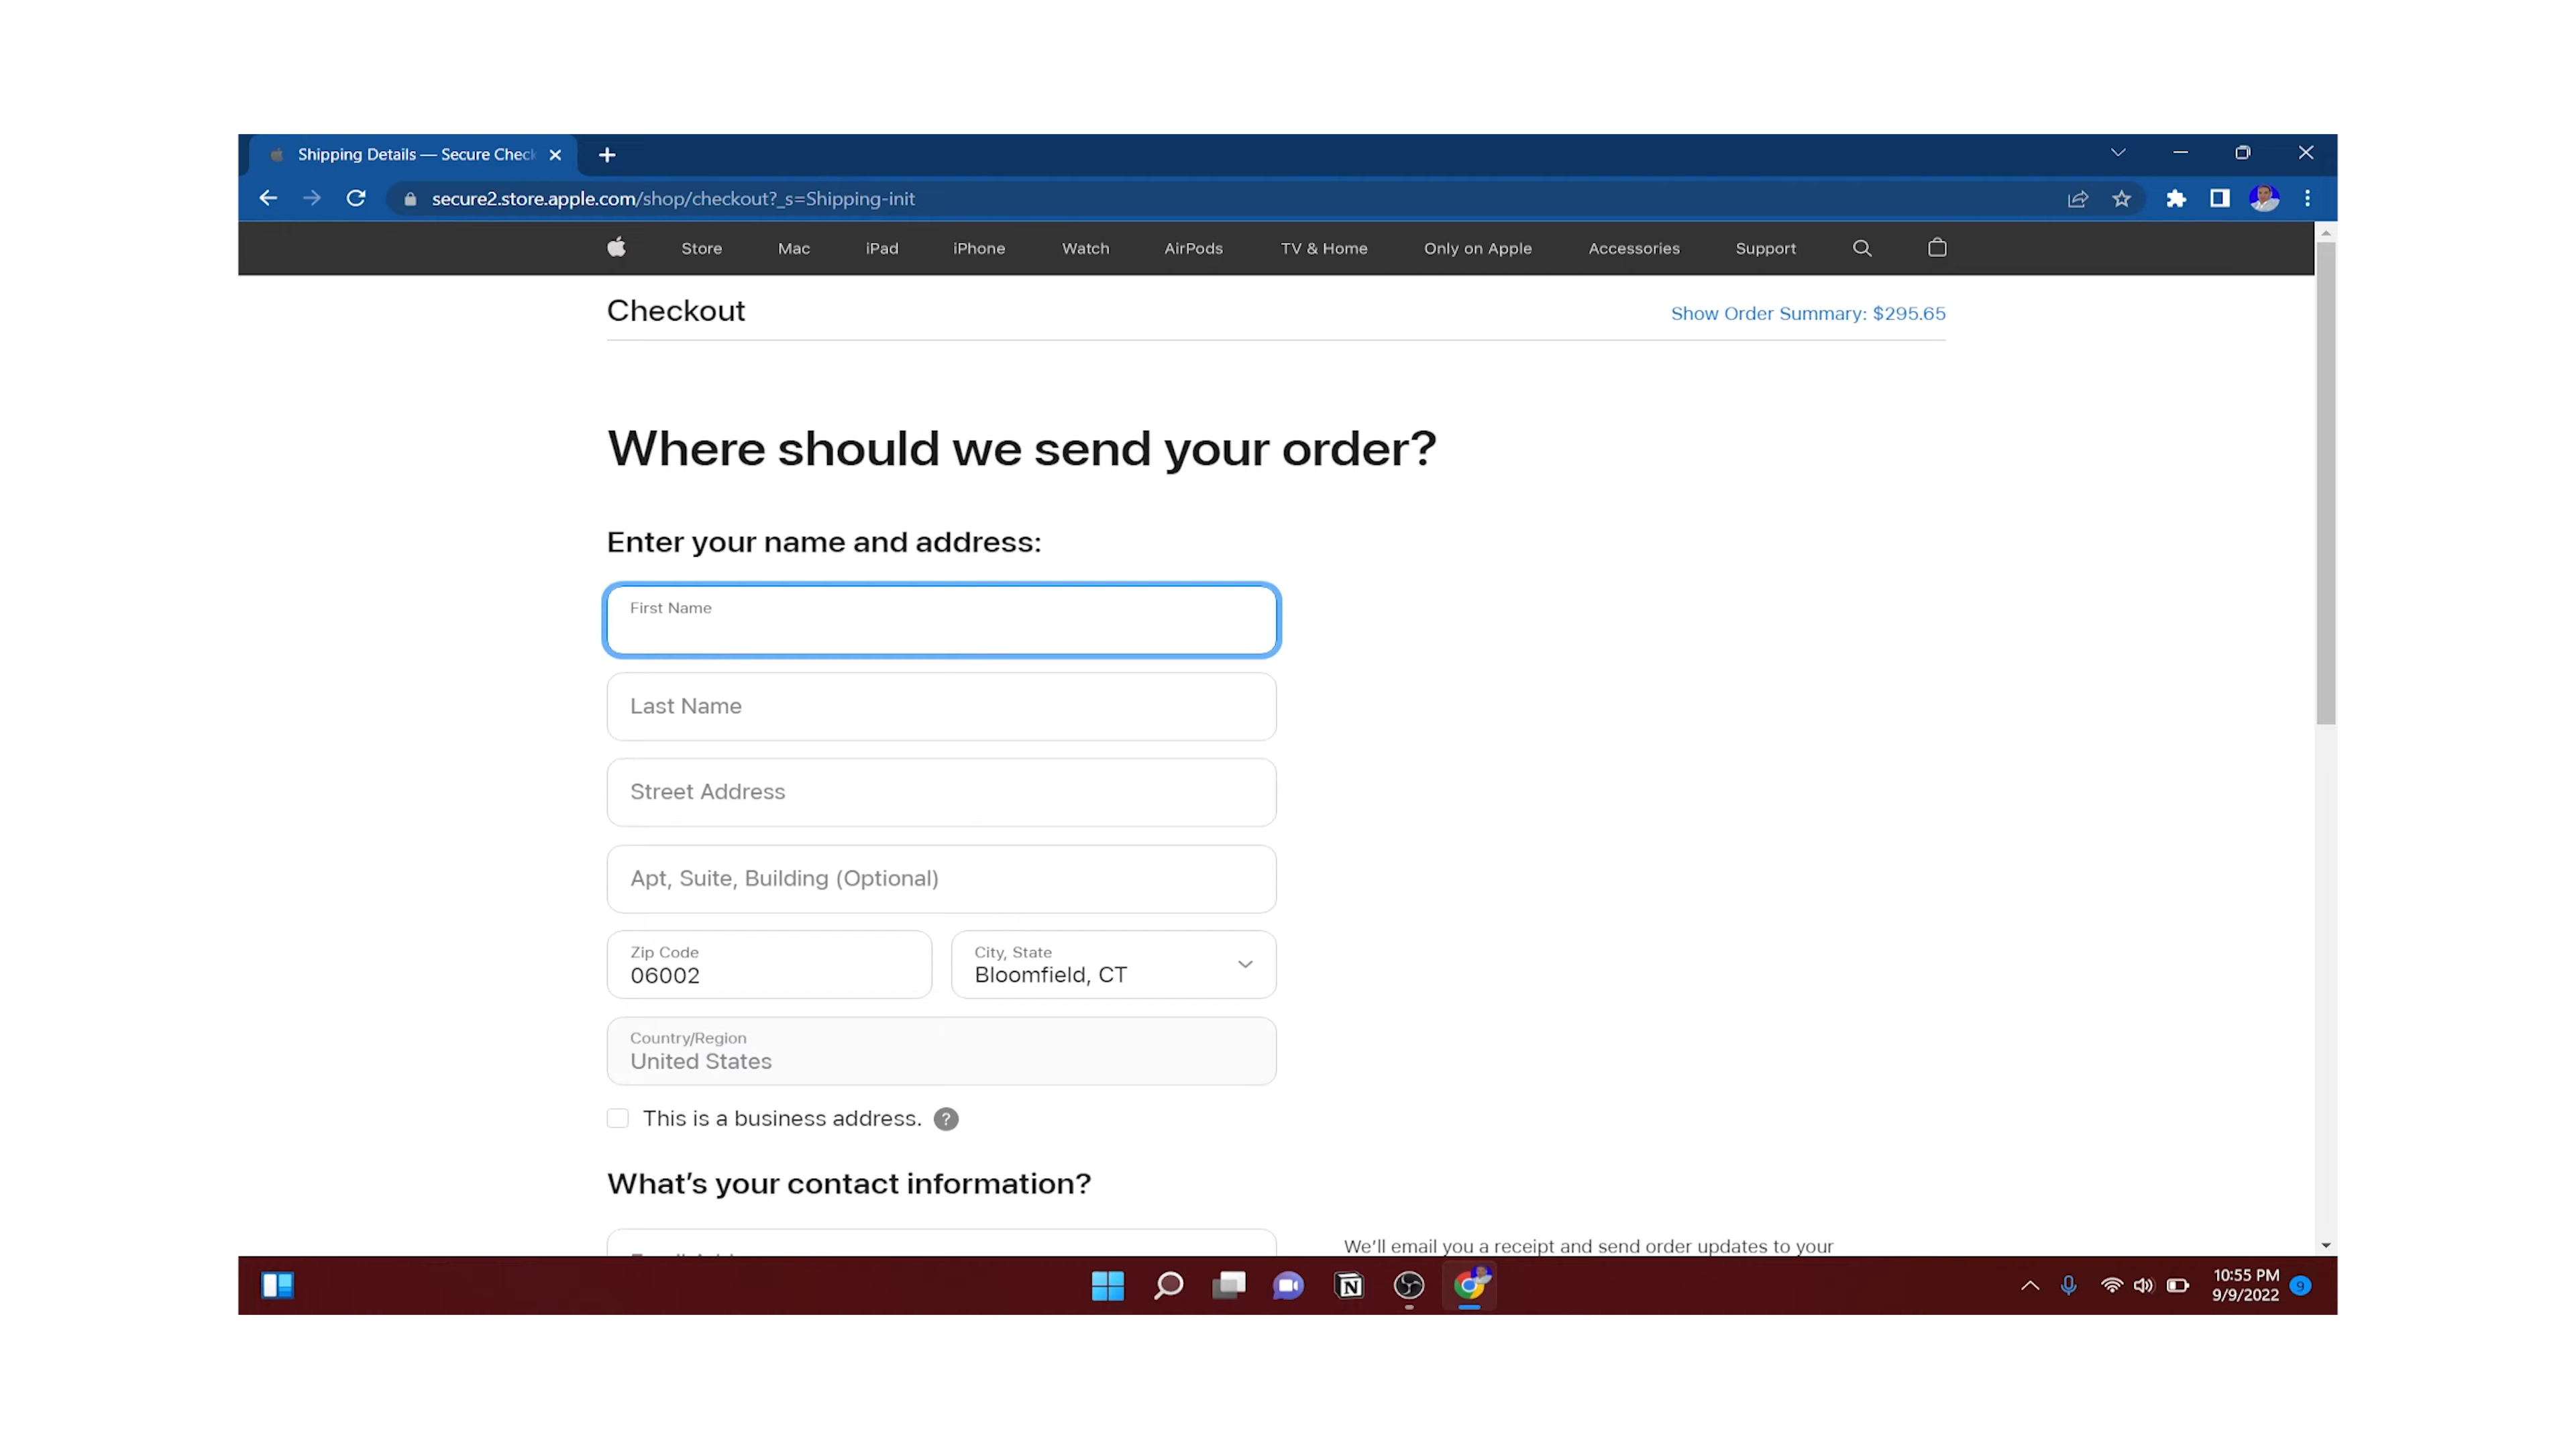 Shipping Details — Secure Check
secure2.store.apple.com/shop/checkout?_s=Shipping-init
Store Mac iPad iPhone Watch AirPods TV & Home Only on Apple Accessories Support
Checkout
Show Order Summary: $295.65
Where should we send your order?
Enter your name and address:
First Name
Last Name
Street Address
Apt, Suite, Building (Optional)
Zip Code
06002
City, State
Bloomfield, CT
Country/Region
United States
This is a business address. ?
What's your contact information?
We'll email you a receipt and send order updates to your
10:55 PM
9/9/2022
9